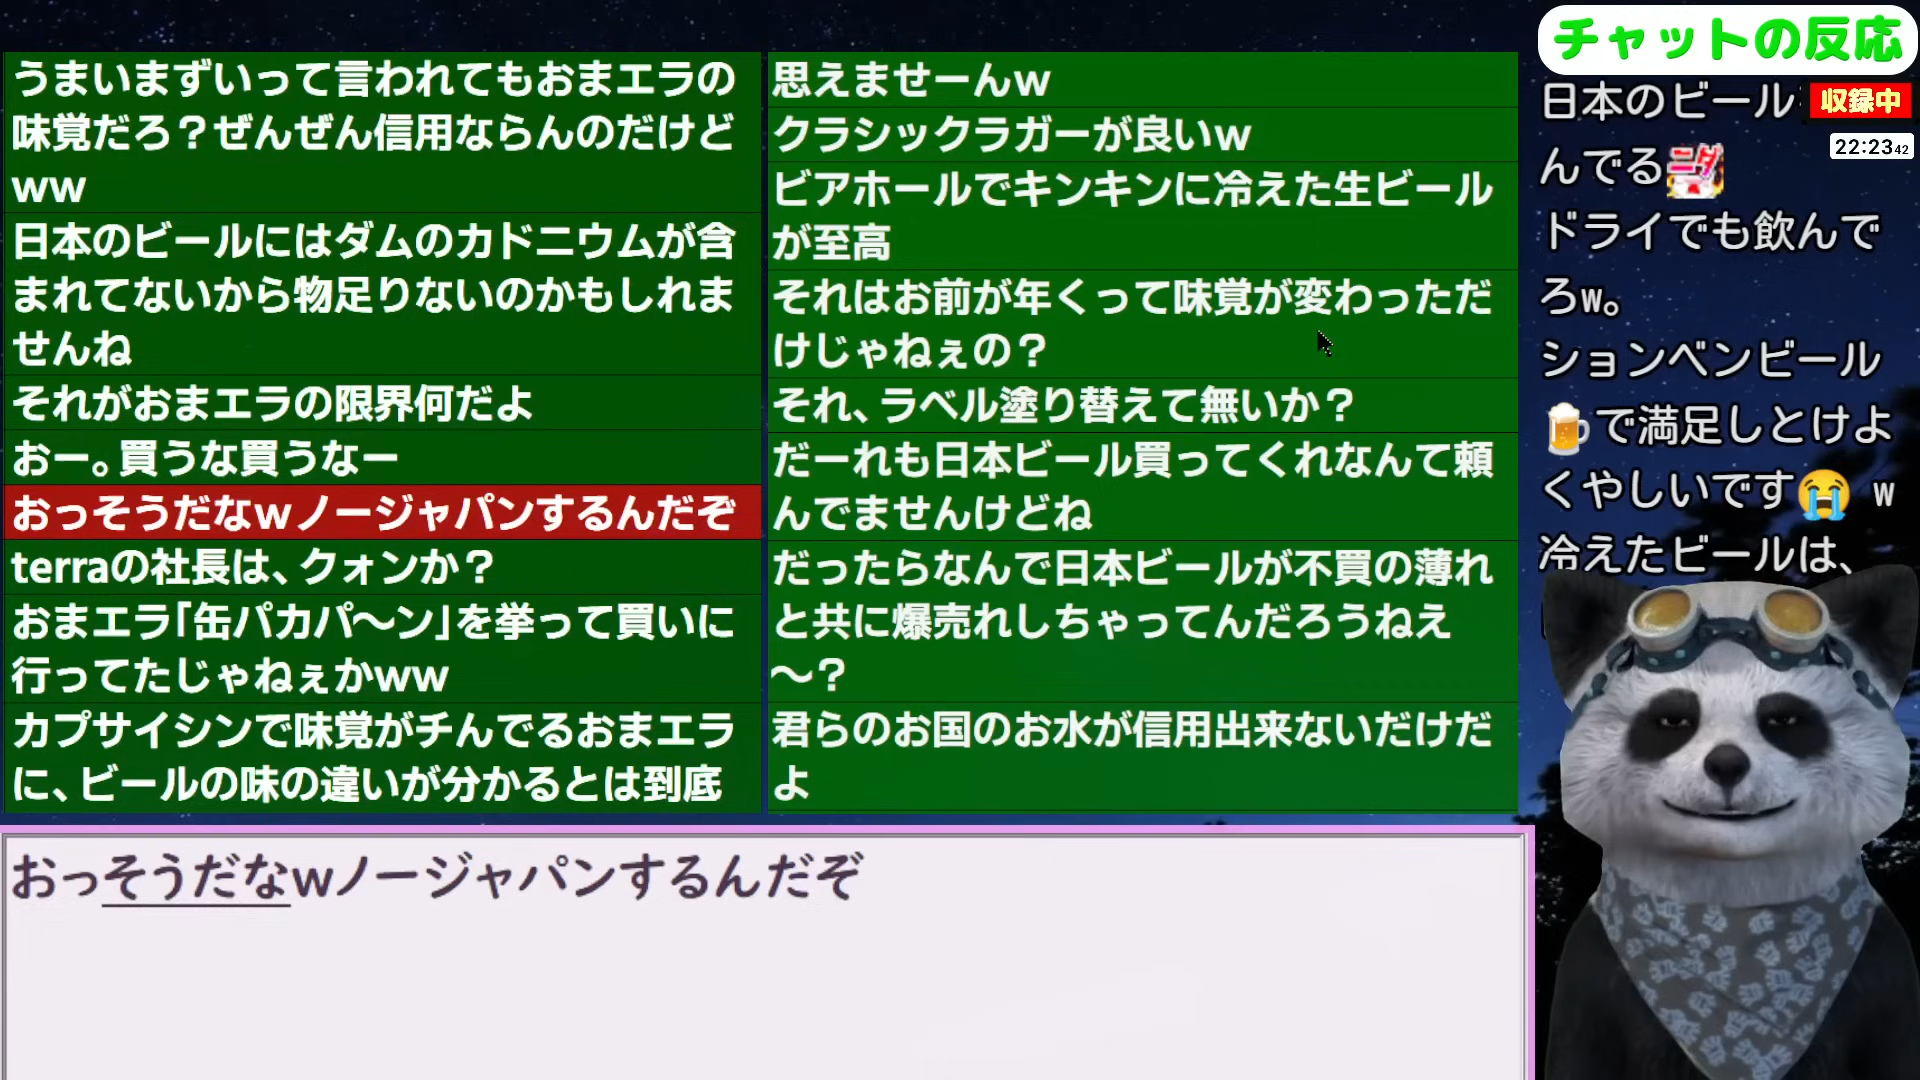 うまいまずいって言われてもおまエラの
味覚だろ？ぜんぜん信用ならんのだけど
ww
日本のビールにはダムのカドニウムが含
まれてないから物足りないのかもしれま
せんね
それがおまエラの限界何だよ
おー。買うな買うなー
おっそうだなwノージャパンするんだぞ
terraの社長は、クォンか？
おまエラ「缶パカパ～ン」を挙って買いに
行ってたじゃねぇかww
カプサイシンで味覚がチんでるおまエラ
に、ビールの味の違いが分かるとは到底
思えませーんw
クラシックラガーが良いw
ビアホールでキンキンに冷えた生ビール
が至高
それはお前が年くって味覚が変わっただ
けじゃねぇの？
それ、ラベル塗り替えて無いか？
だーれも日本ビール買ってくれなんて頼
んでませんけどね
だったらなんで日本ビールが不買の薄れ
と共に爆売れしちゃってんだろうねえ
～？
君らのお国のお水が信用出来ないだけだ
よ
チャットの反応
日本のビール
収録中
22:23 42
んでる ニダ
ドライでも飲んで
ろw。
ションベンビール
🍺で満足しとけよ
くやしいです😭 w
冷えたビールは、
おっそうだなwノージャパンするんだぞ